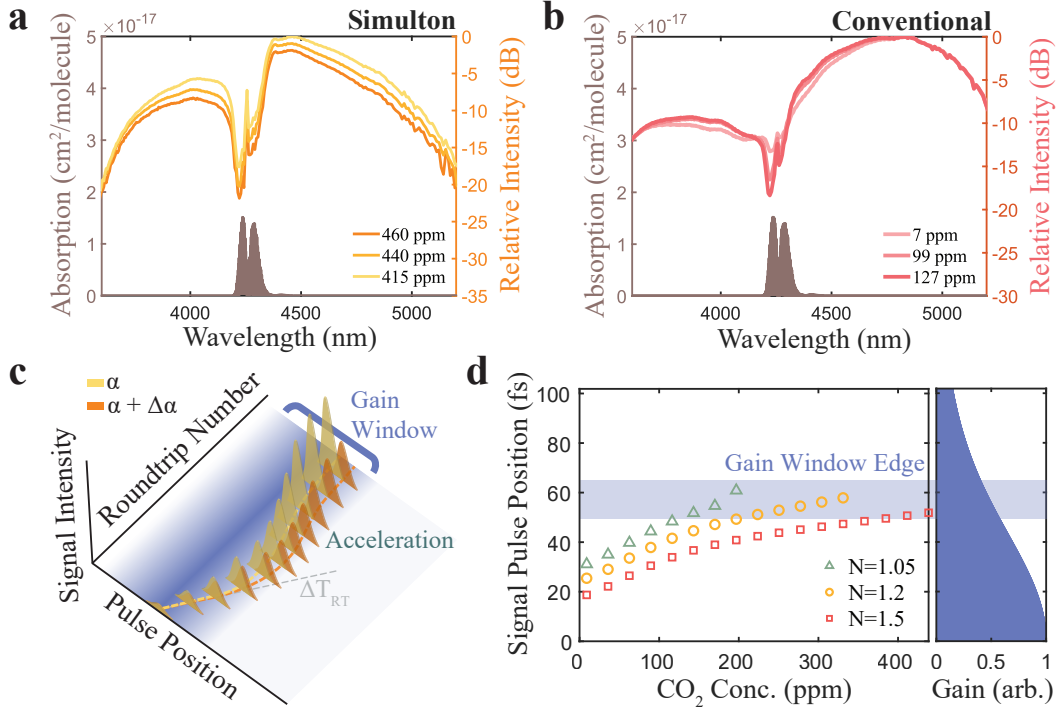 a
Simulton
5 × 10⁻¹⁷
Absorption (cm²/molecule)
5
4
3
2
1
0
0
-5
-10
-15
-20
-25
-30
-35
Relative Intensity (dB)
460 ppm
440 ppm
415 ppm
4000 4500 5000
Wavelength (nm)
b
Conventional
5 × 10⁻¹⁷
Absorption (cm²/molecule)
4
3
2
1
0
0
-5
-10
-15
-20
-25
-30
Relative Intensity (dB)
7 ppm
99 ppm
127 ppm
4000 4500 5000
Wavelength (nm)
c
α
α + Δα
Signal Intensity
Roundtrip Number
Pulse Position
Gain
Window
Acceleration
ΔT_RT
d
Signal Pulse Position (fs)
100
80
60
40
20
0
Gain Window Edge
N=1.05
N=1.2
N=1.5
0 100 200 300 400
CO₂ Conc. (ppm)
0 0.5 1
Gain (arb.)